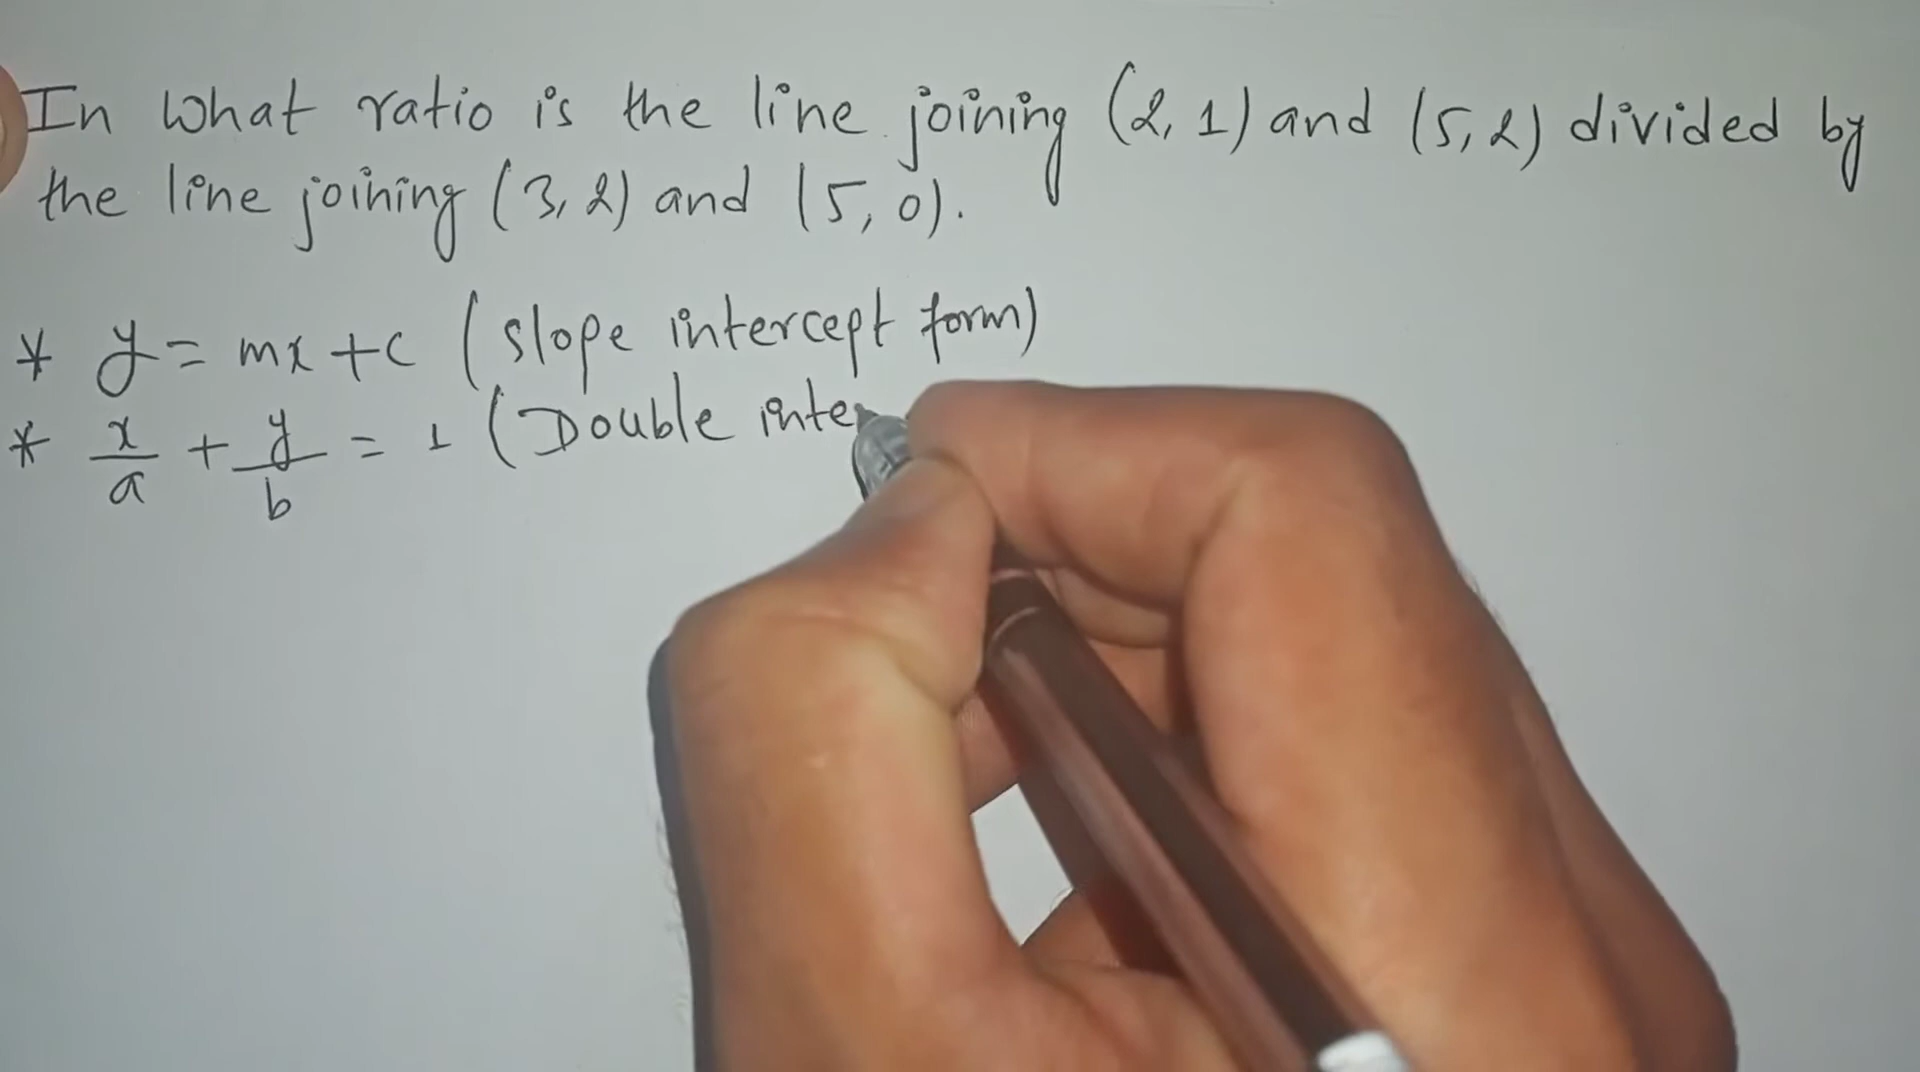 In what ratio is the line joining (2, 1) and (5, 2) divided by
the line joining (3, 2) and (5, 0).
* y = mx + c (slope intercept form)
* x/a + y/b = 1 (Double inte